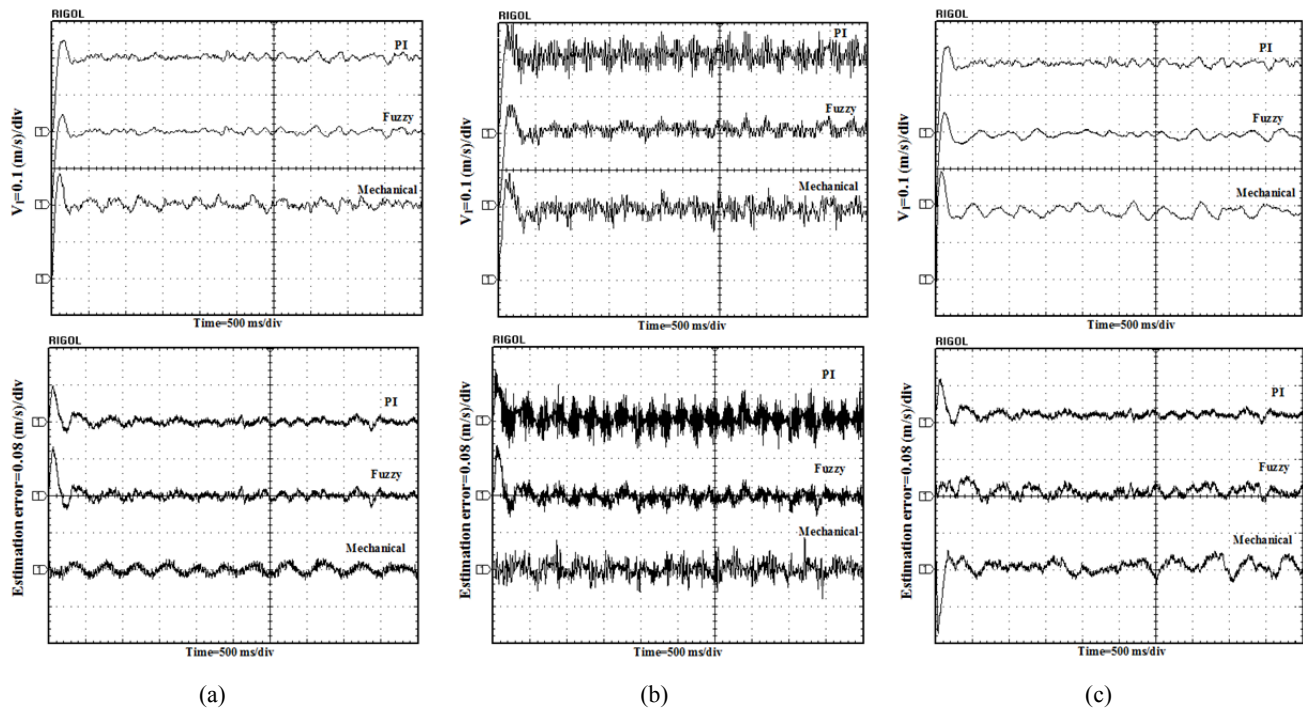 RIGOL
PI
Fuzzy
Mechanical
V₁=0.1 (m/s)/div
Time=500 ms/div
RIGOL
PI
Fuzzy
Mechanical
V₁=0.1 (m/s)/div
Time=500 ms/div
RIGOL
PI
Fuzzy
Mechanical
V₁=0.1 (m/s)/div
Time=500 ms/div
RIGOL
PI
Fuzzy
Mechanical
Estimation error=0.08 (m/s)/div
Time=500 ms/div
RIGOL
PI
Fuzzy
Mechanical
Estimation error=0.08 (m/s)/div
Time=500 ms/div
RIGOL
PI
Fuzzy
Mechanical
Estimation error=0.08 (m/s)/div
Time=500 ms/div
(a)
(b)
(c)